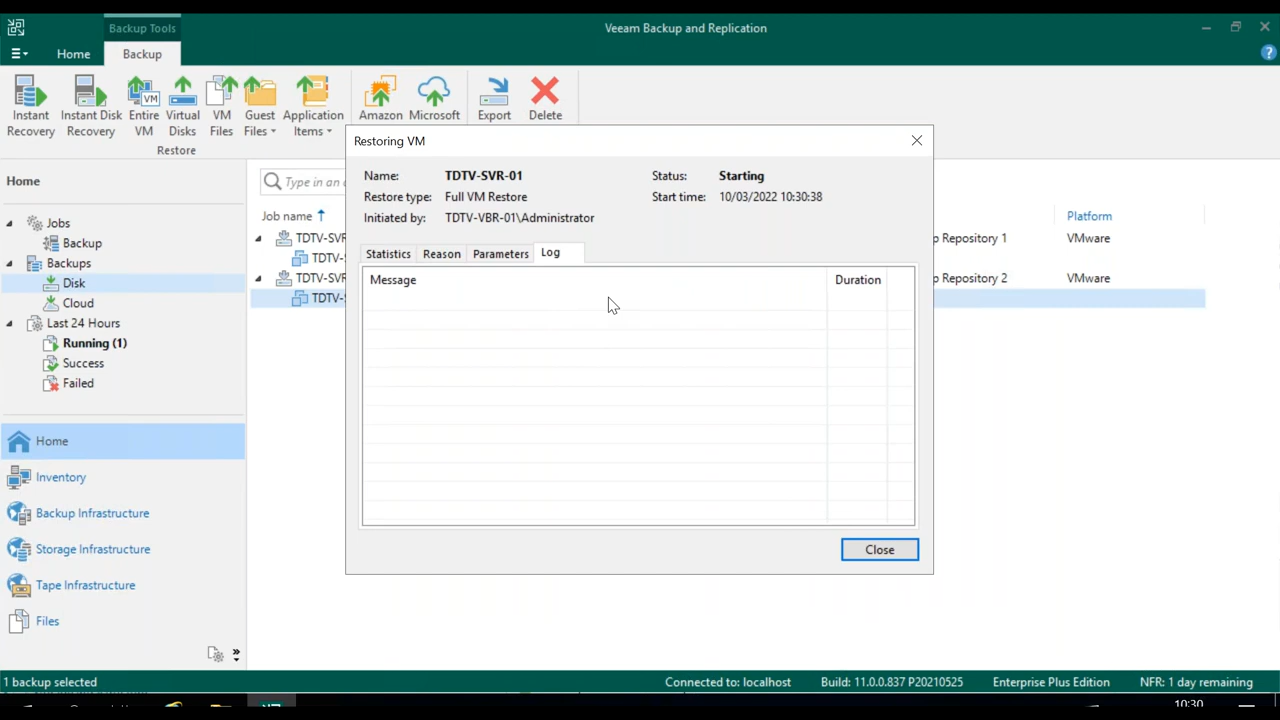 Backup Tools
Veeam Backup and Replication
Home
Backup
Instant Recovery
Instant Disk Recovery
Entire VM
Virtual Disks
VM Files
Guest Files
Application Items
Amazon
Microsoft
Export
Delete
Restore
Restoring VM
Name: TDTV-SVR-01
Status: Starting
Restore type: Full VM Restore
Start time: 10/03/2022 10:30:38
Initiated by: TDTV-VBR-01\Administrator
Statistics
Reason
Parameters
Log
Message
Duration
Close
Home
Jobs
Backup
Backups
Disk
Cloud
Last 24 Hours
Running (1)
Success
Failed
Home
Inventory
Backup Infrastructure
Storage Infrastructure
Tape Infrastructure
Files
Type in an
Job name
Platform
TDTV-SVR
Repository 1
VMware
TDTV-SVR
Repository 2
VMware
1 backup selected
Connected to: localhost
Build: 11.0.0.837 P20210525
Enterprise Plus Edition
NFR: 1 day remaining
10:30